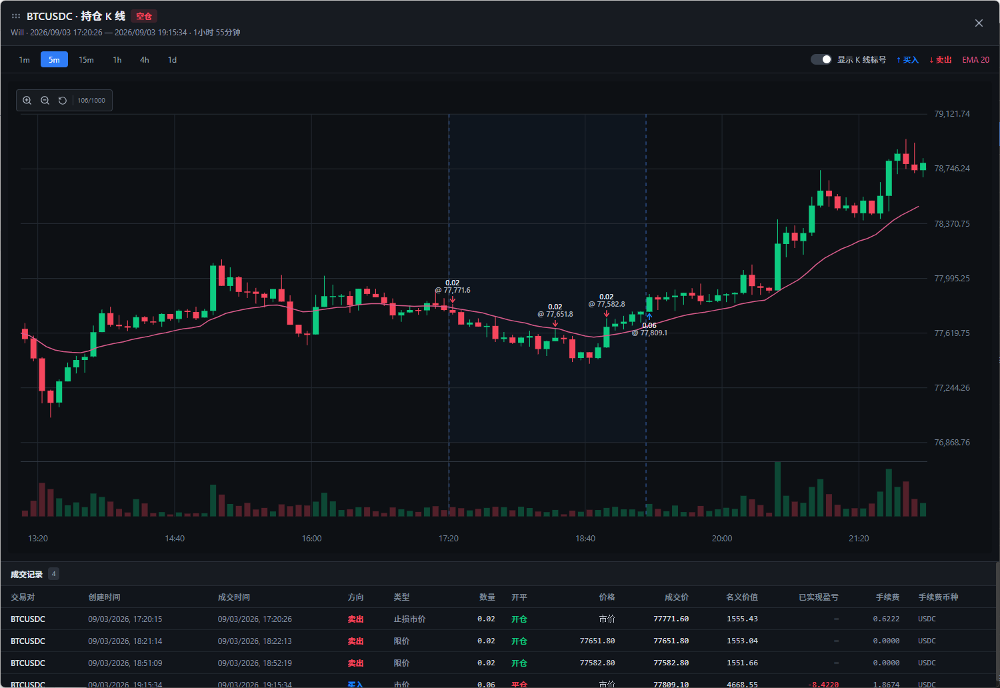 BTCUSDC · 持仓 K 线 空仓
Will · 2026/09/03 17:20:26 — 2026/09/03 19:15:34 · 1小时 55分钟
1m 5m 15m 1h 4h 1d 显示 K 线标号 ↑ 买入 ↓ 卖出 EMA 20
106/1000
79,121.74
78,746.24
78,370.75
77,995.25
77,619.75
77,244.26
76,868.76
0.02
@ 77,771.6
0.02
@ 77,651.8
0.02
@ 77,582.8
0.06
@ 77,809.1
13:20 14:40 16:00 17:20 18:40 20:00 21:20
成交记录 4
交易对 创建时间 成交时间 方向 类型 数量 开平 价格 成交价 名义价值 已实现盈亏 手续费 手续费币种
BTCUSDC 09/03/2026, 17:20:15 09/03/2026, 17:20:26 卖出 止损市价 0.02 开仓 市价 77771.60 1555.43 — 0.6222 USDC
BTCUSDC 09/03/2026, 18:21:14 09/03/2026, 18:22:13 卖出 限价 0.02 开仓 77651.80 77651.80 1553.04 — 0.0000 USDC
BTCUSDC 09/03/2026, 18:51:09 09/03/2026, 18:52:19 卖出 限价 0.02 开仓 77582.80 77582.80 1551.66 — 0.0000 USDC
BTCUSDC 09/03/2026, 19:15:34 09/03/2026, 19:15:34 买入 市价 0.06 平仓 市价 77809.10 4668.55 -8.4220 1.8674 USDC